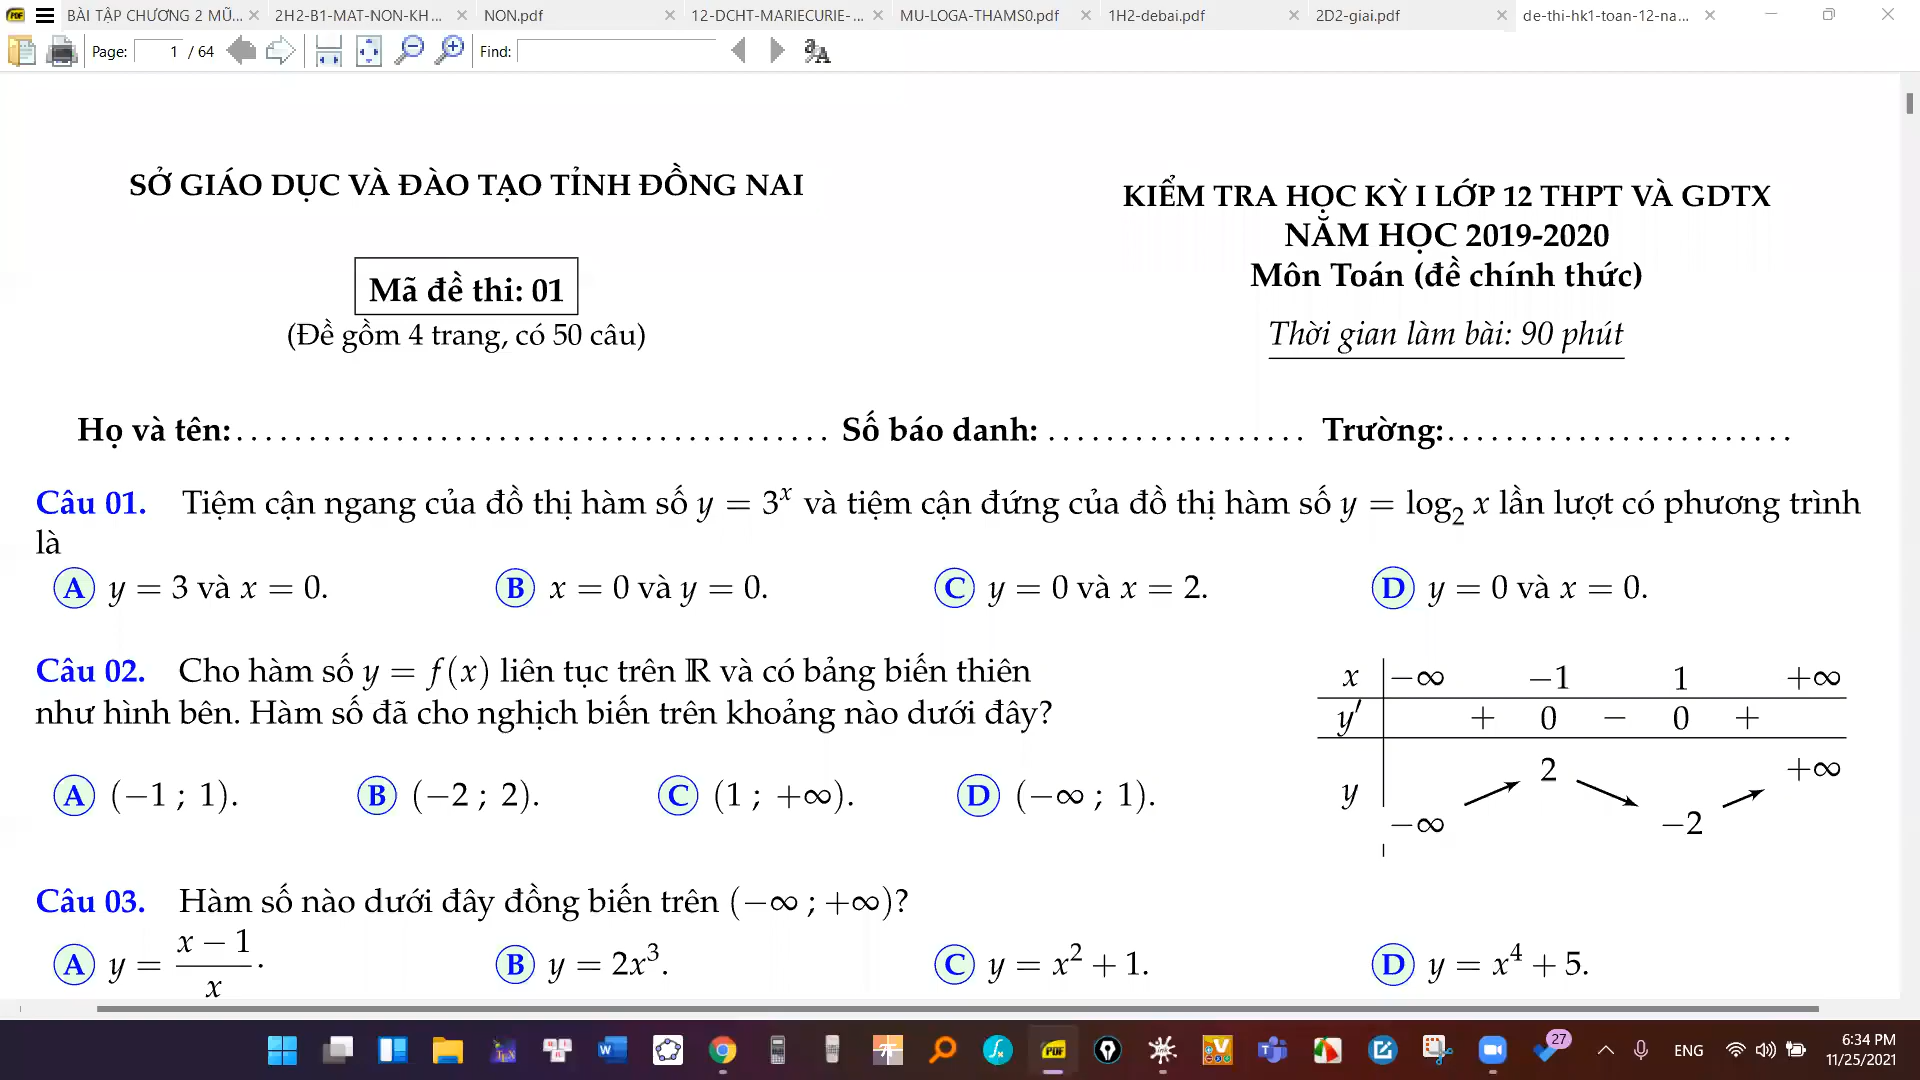 BÀI TẬP CHƯƠNG 2 MŨ... 2H2-B1-MAT-NON-KH... NON.pdf 12-DCHT-MARIECURIE-... MU-LOGA-THAMS0.pdf 1H2-debai.pdf 2D2-giai.pdf de-thi-hk1-toan-12-na...
Page: 1 / 64 Find:
SỞ GIÁO DỤC VÀ ĐÀO TẠO TỈNH ĐỒNG NAI
KIỂM TRA HỌC KỲ I LỚP 12 THPT VÀ GDTX
NĂM HỌC 2019-2020
Môn Toán (đề chính thức)
Mã đề thi: 01
(Đề gồm 4 trang, có 50 câu)
Thời gian làm bài: 90 phút
Họ và tên:......................................... Số báo danh: .................. Trường:........................
Câu 01. Tiệm cận ngang của đồ thị hàm số y = 3^x và tiệm cận đứng của đồ thị hàm số y = log₂ x lần lượt có phương trình
là
A y = 3 và x = 0. B x = 0 và y = 0. C y = 0 và x = 2. D y = 0 và x = 0.
Câu 02. Cho hàm số y = f(x) liên tục trên ℝ và có bảng biến thiên
như hình bên. Hàm số đã cho nghịch biến trên khoảng nào dưới đây?
A (−1 ; 1). B (−2 ; 2). C (1 ; +∞). D (−∞ ; 1).
x −∞ −1 1 +∞
y′ + 0 − 0 +
y −∞ 2 −2 +∞
Câu 03. Hàm số nào dưới đây đồng biến trên (−∞ ; +∞)?
A y = (x − 1)/x. B y = 2x³. C y = x² + 1. D y = x⁴ + 5.
27
ENG
6:34 PM
11/25/2021